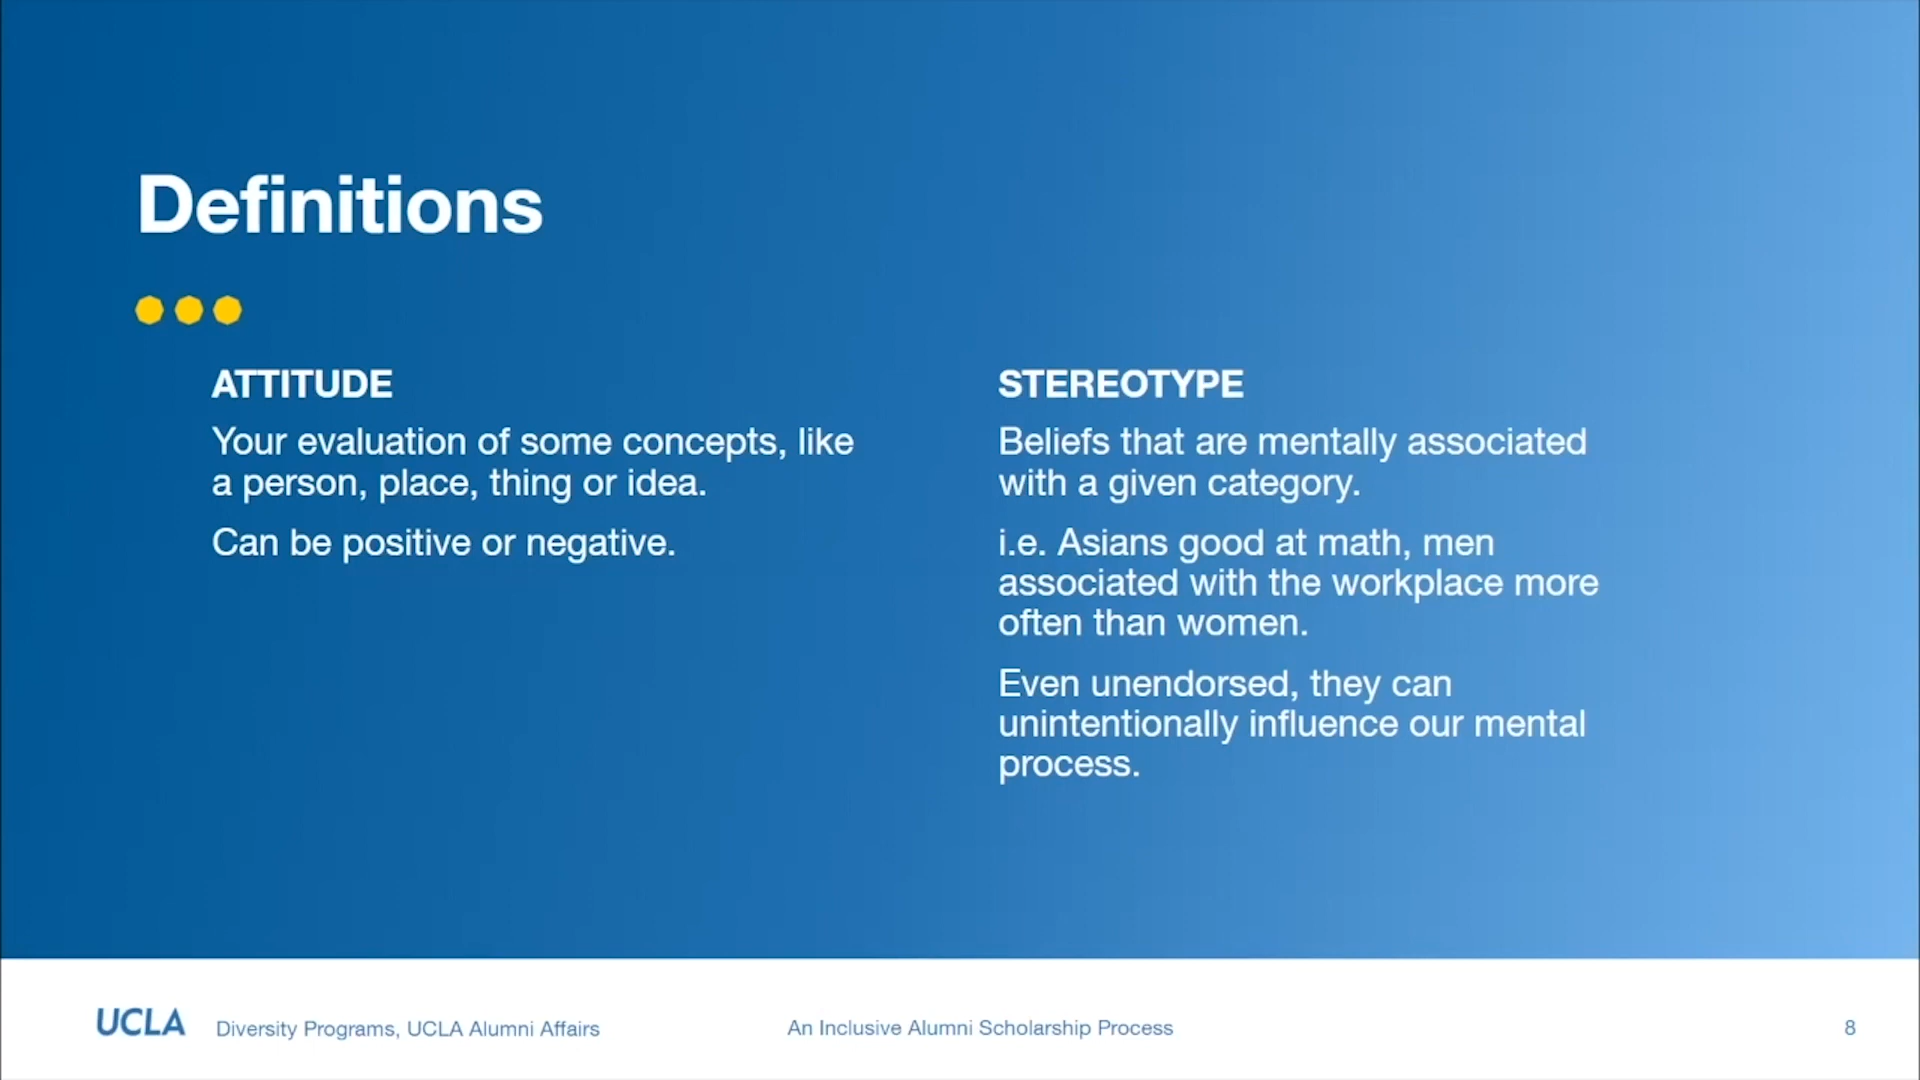 Definitions
ATTITUDE
Your evaluation of some concepts, like
a person, place, thing or idea.
Can be positive or negative.
STEREOTYPE
Beliefs that are mentally associated
with a given category.
i.e. Asians good at math, men
associated with the workplace more
often than women.
Even unendorsed, they can
unintentionally influence our mental
process.
UCLA Diversity Programs, UCLA Alumni Affairs
An Inclusive Alumni Scholarship Process
8